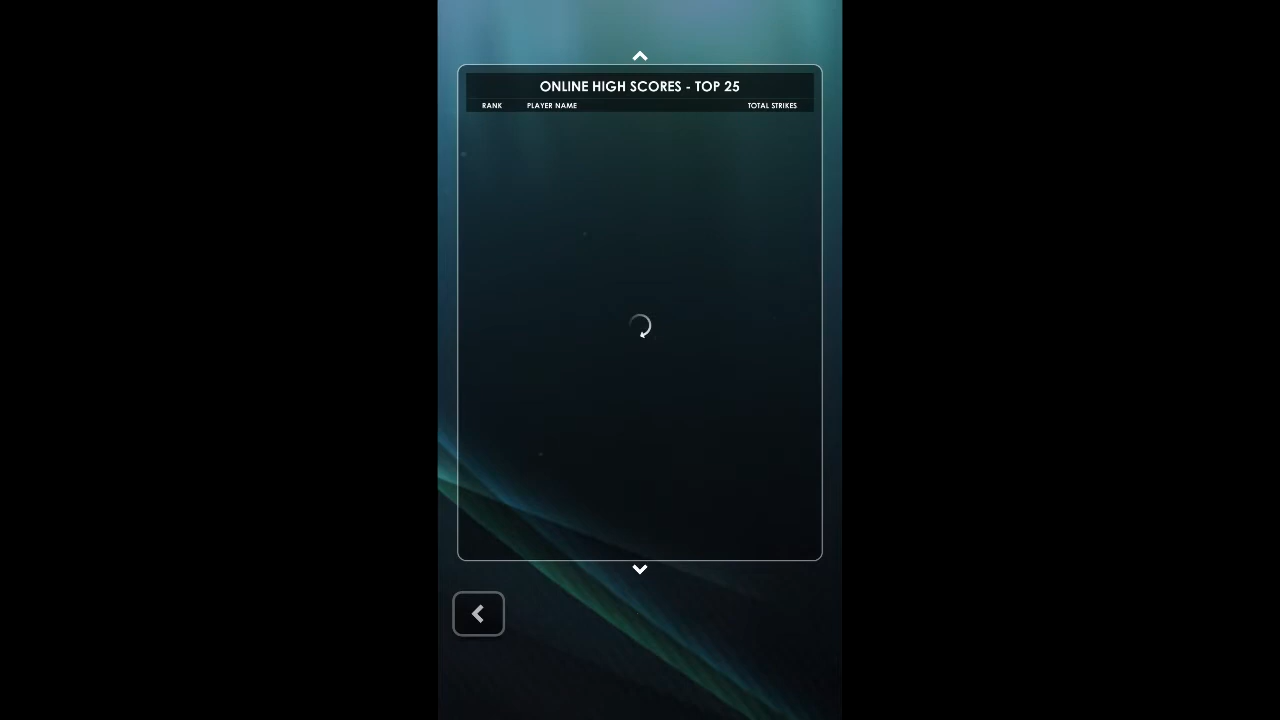 ONLINE HIGH SCORES - TOP 25
RANK PLAYER NAME TOTAL STRIKES